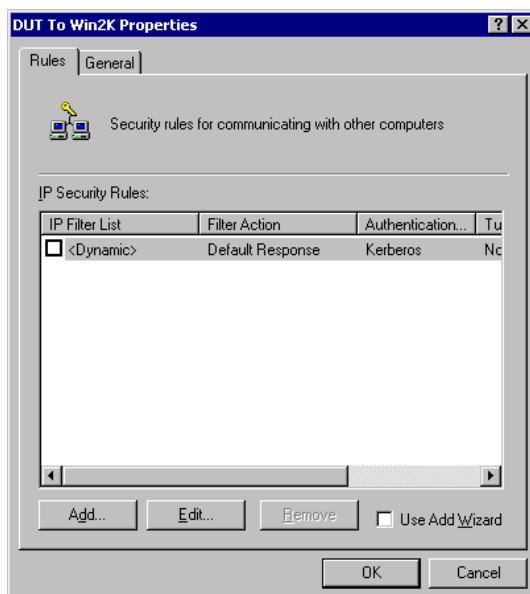 DUT To Win2K Properties
Rules
General
Security rules for communicating with other computers
IP Security Rules:
IP Filter List
Filter Action
Authentication...
Tu
<Dynamic>
Default Response
Kerberos
No
Add...
Edit...
Remove
Use Add Wizard
OK
Cancel